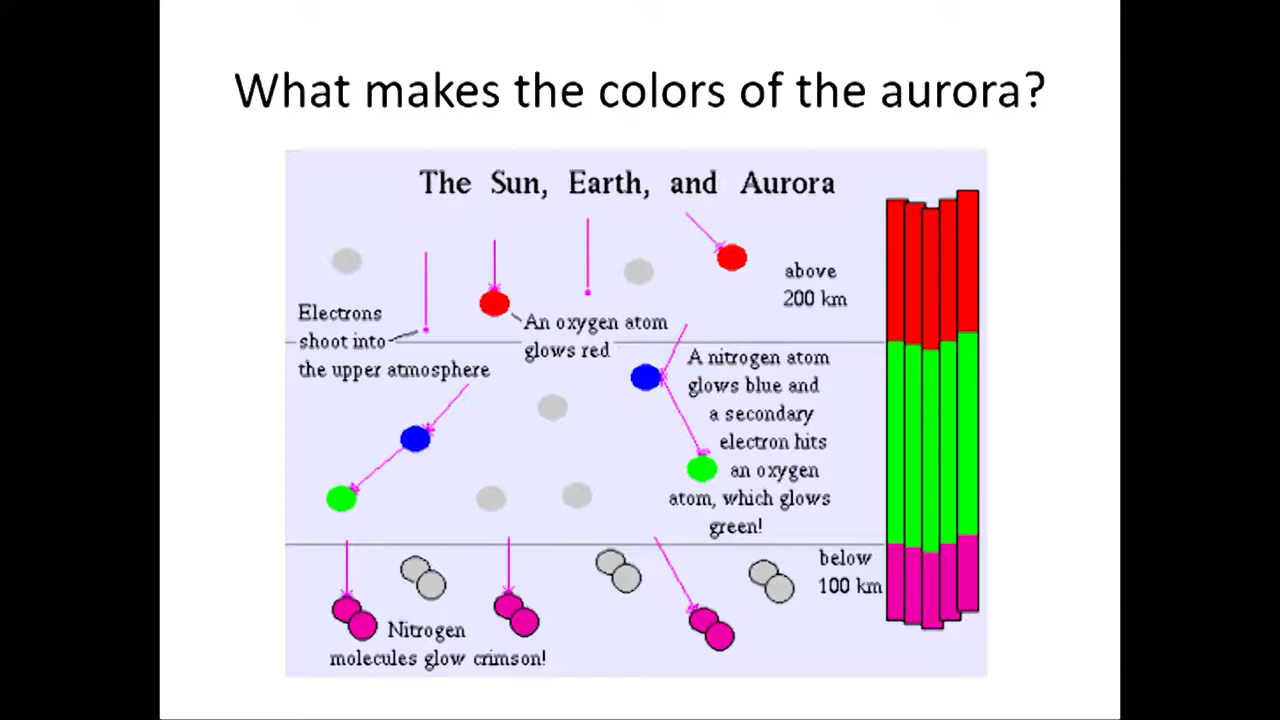 What makes the colors of the aurora?
The Sun, Earth, and Aurora
above
200 km
Electrons
shoot into
the upper atmosphere
An oxygen atom
glows red
A nitrogen atom
glows blue and
a secondary
electron hits
an oxygen
atom, which glows
green!
below
100 km
Nitrogen
molecules glow crimson!